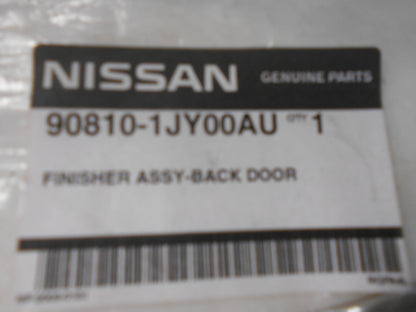 NISSAN GENUINE PARTS
90810-1JY00AU QTY 1
FINISHER ASSY-BACK DOOR